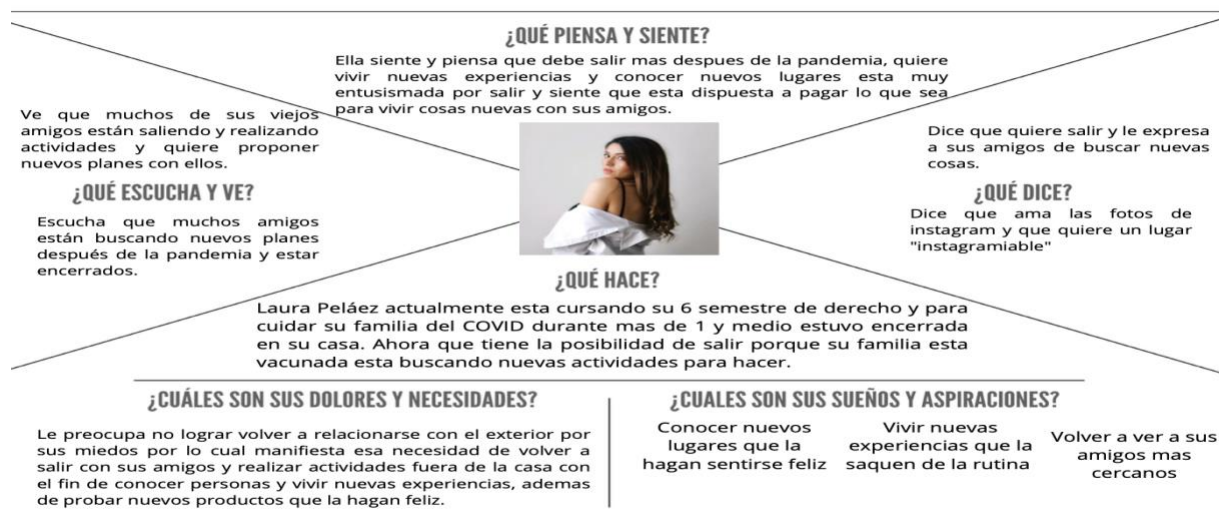 ¿QUÉ PIENSA Y SIENTE?
Ella siente y piensa que debe salir mas despues de la pandemia, quiere
vivir nuevas experiencias y conocer nuevos lugares esta muy
entusismada por salir y siente que esta dispuesta a pagar lo que sea
para vivir cosas nuevas con sus amigos.
Ve que muchos de sus viejos
amigos están saliendo y realizando
actividades y quiere proponer
nuevos planes con ellos.
¿QUÉ ESCUCHA Y VE?
Escucha que muchos amigos
están buscando nuevos planes
después de la pandemia y estar
encerrados.
Dice que quiere salir y le expresa
a sus amigos de buscar nuevas
cosas.
¿QUÉ DICE?
Dice que ama las fotos de
instagram y que quiere un lugar
"instagramiable"
¿QUÉ HACE?
Laura Peláez actualmente esta cursando su 6 semestre de derecho y para
cuidar su familia del COVID durante mas de 1 y medio estuvo encerrada
en su casa. Ahora que tiene la posibilidad de salir porque su familia esta
vacunada esta buscando nuevas actividades para hacer.
¿CUÁLES SON SUS DOLORES Y NECESIDADES?
Le preocupa no lograr volver a relacionarse con el exterior por
sus miedos por lo cual manifiesta esa necesidad de volver a
salir con sus amigos y realizar actividades fuera de la casa con
el fin de conocer personas y vivir nuevas experiencias, ademas
de probar nuevos productos que la hagan feliz.
¿CUALES SON SUS SUEÑOS Y ASPIRACIONES?
Conocer nuevos
lugares que la
hagan sentirse feliz
Vivir nuevas
experiencias que la
saquen de la rutina
Volver a ver a sus
amigos mas
cercanos